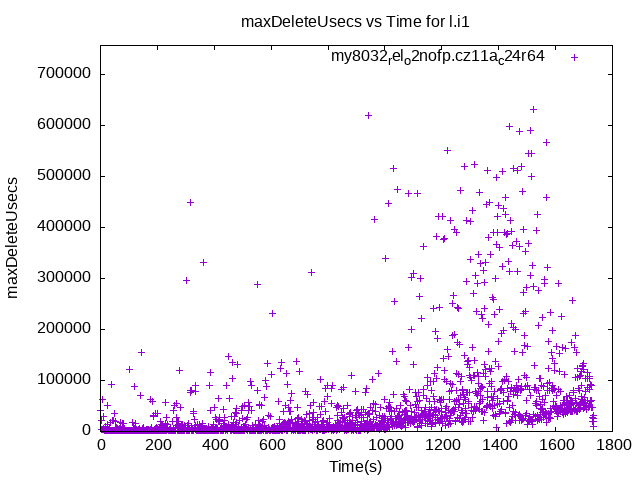 maxDeleteUsecs vs Time for l.i1
my8032rel_o2nofp.cz11a_c24r64
700000
600000
500000
400000
300000
200000
100000
0
maxDeleteUsecs
0 200 400 600 800 1000 1200 1400 1600 1800
Time(s)